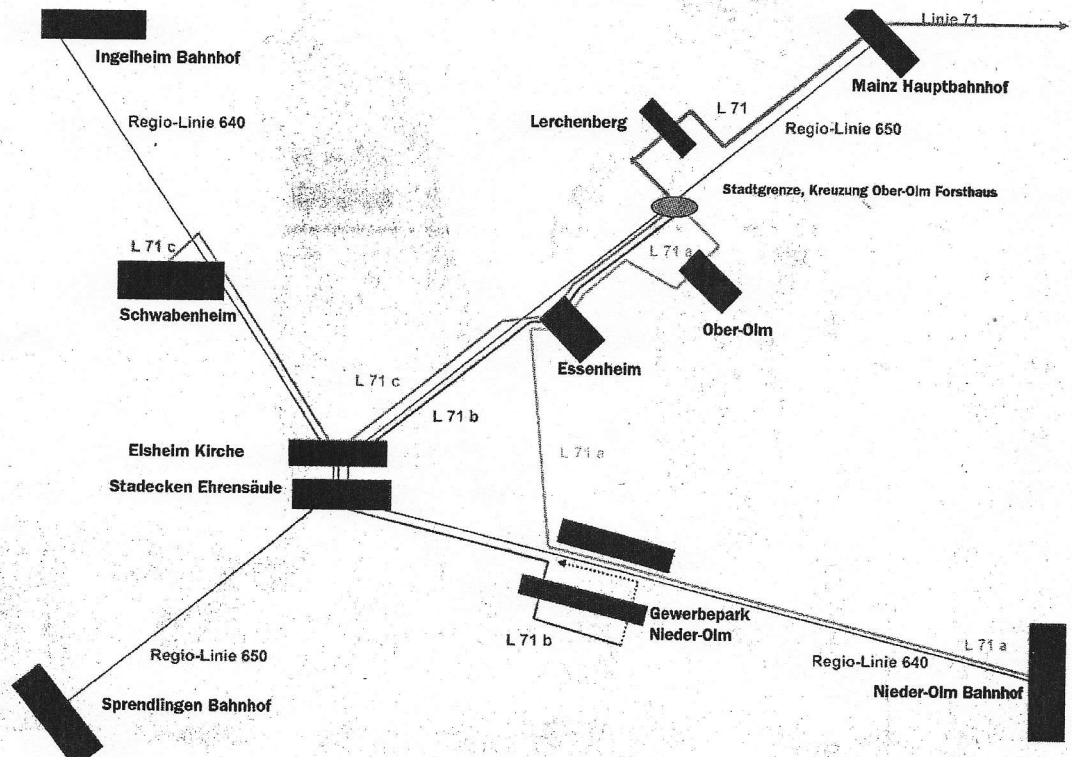 Linie 71
Ingelheim Bahnhof
Mainz Hauptbahnhof
L 71
Lerchenberg
Regio-Linie 640
Regio-Linie 650
Stadtgrenze, Kreuzung Ober-Olm Forsthaus
L 71 c
L 71 a
Schwabenheim
Ober-Olm
Essenheim
L 71 c
L 71 b
Elsheim Kirche
L 71 a
Stadecken Ehrensäule
Gewerbepark
Nieder-Olm
L 71 b
L 71 a
Regio-Linie 650
Regio-Linie 640
Nieder-Olm Bahnhof
Sprendlingen Bahnhof